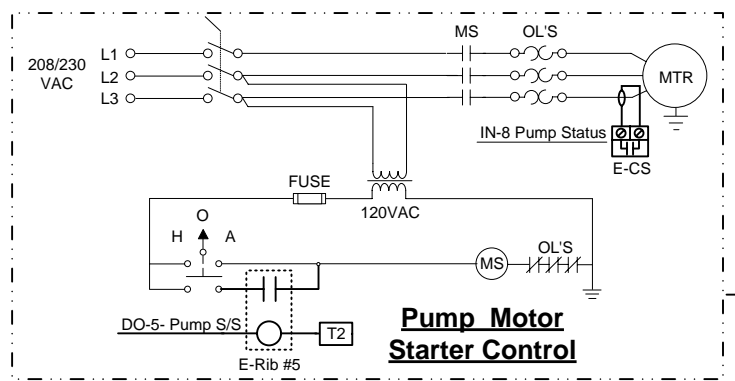 MS OL'S
208/230
VAC
L1
L2
L3
MTR
IN-8 Pump Status
E-CS
FUSE
120VAC
O
H A
MS
OL'S
DO-5- Pump S/S
T2
E-Rib #5
Pump Motor
Starter Control